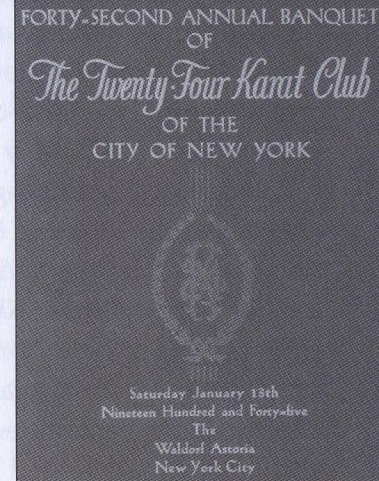 FORTY-SECOND ANNUAL BANQUET
OF
The Twenty-Four Karat Club
OF THE
CITY OF NEW YORK
Saturday January 13th
Nineteen Hundred and Forty-five
The
Waldorf Astoria
New York City